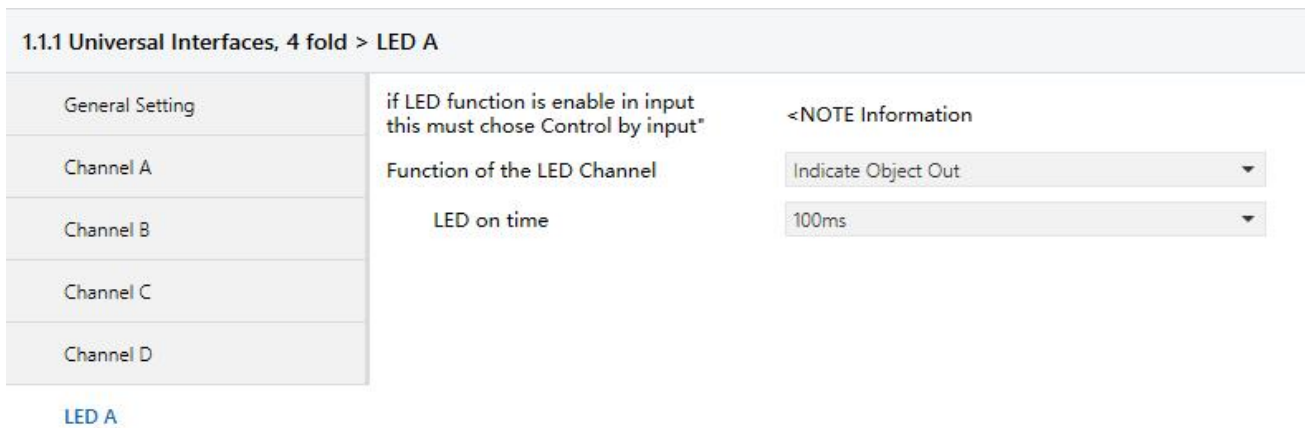 1.1.1 Universal Interfaces, 4 fold > LED A
General Setting
Channel A
Channel B
Channel C
Channel D
LED A
if LED function is enable in input
this must chose Control by input"
<NOTE Information
Function of the LED Channel
Indicate Object Out
LED on time
100ms